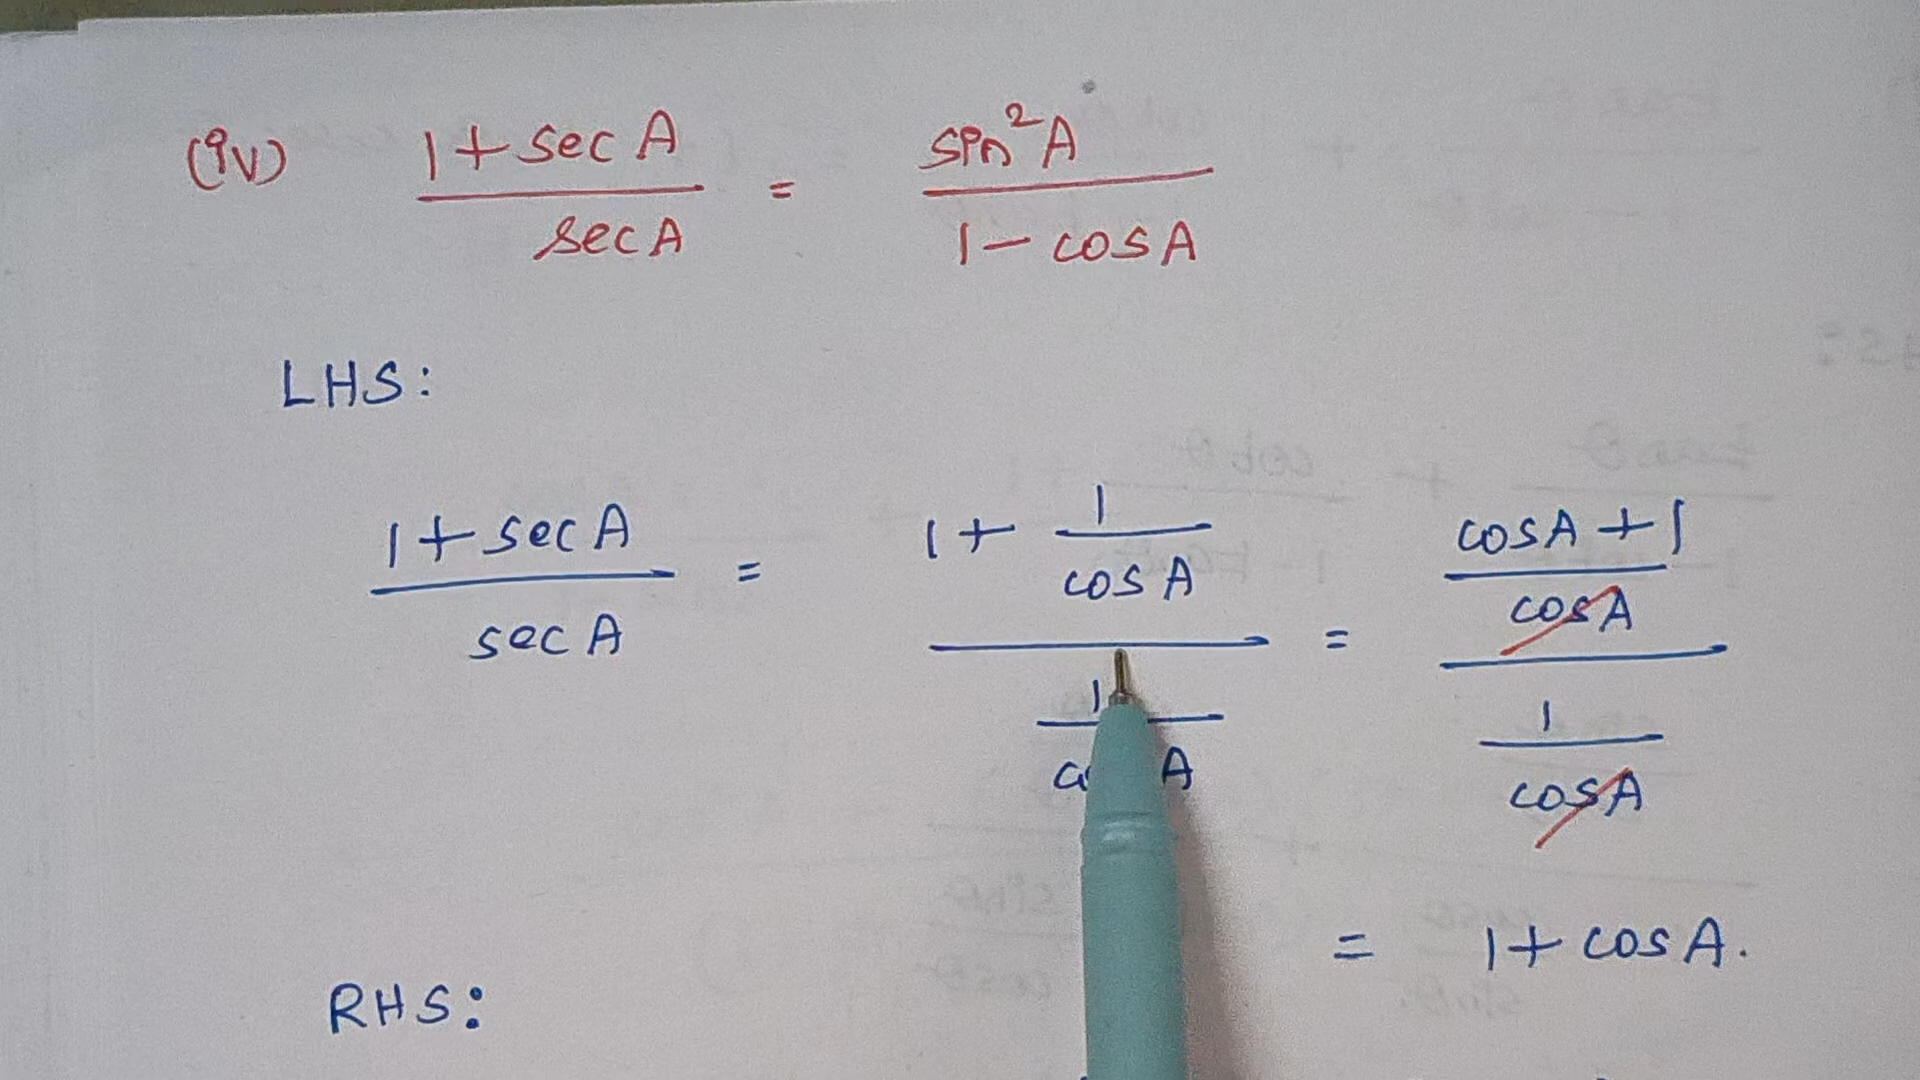 (iv) 1 + sec A / sec A = sin²A / 1 - cos A
LHS:
1 + sec A / sec A = 1 + 1 / cos A / 1 / A = cos A + 1 / cos A / 1 / cos A
= 1 + cos A.
RHS: